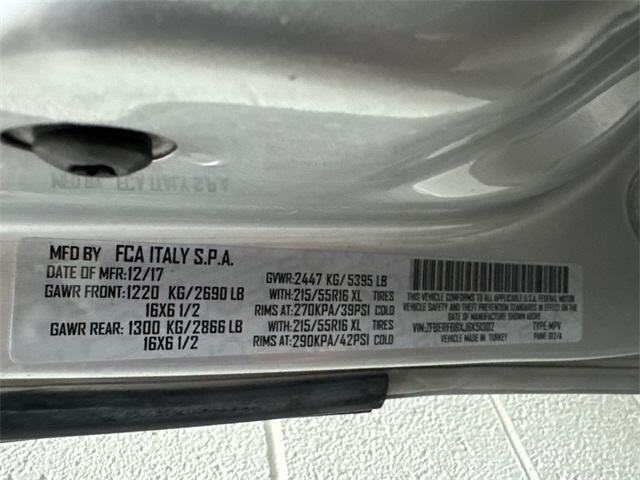 MFD BY FCA ITALY S.P.A.
DATE OF MFR:12/17 GVWR:2447 KG/5395 LB
GAWR FRONT:1220 KG/2690 LB WITH:215/55R16 XL TIRES
16X6 1/2 RIMS AT:270KPA/39PSI COLD
GAWR REAR:1300 KG/2866 LB WITH:215/55R16 XL TIRES
16X6 1/2 RIMS AT:290KPA/42PSI COLD
THIS VEHICLE CONFORMS TO ALL APPLICABLE U.S.A. FEDERAL MOTOR
VEHICLE SAFETY AND THEFT PREVENTION STANDARDS IN EFFECT ON THE
DATE OF MANUFACTURE SHOWN ABOVE
TYPE:MPV
VEHICLE MADE IN: TURKEY